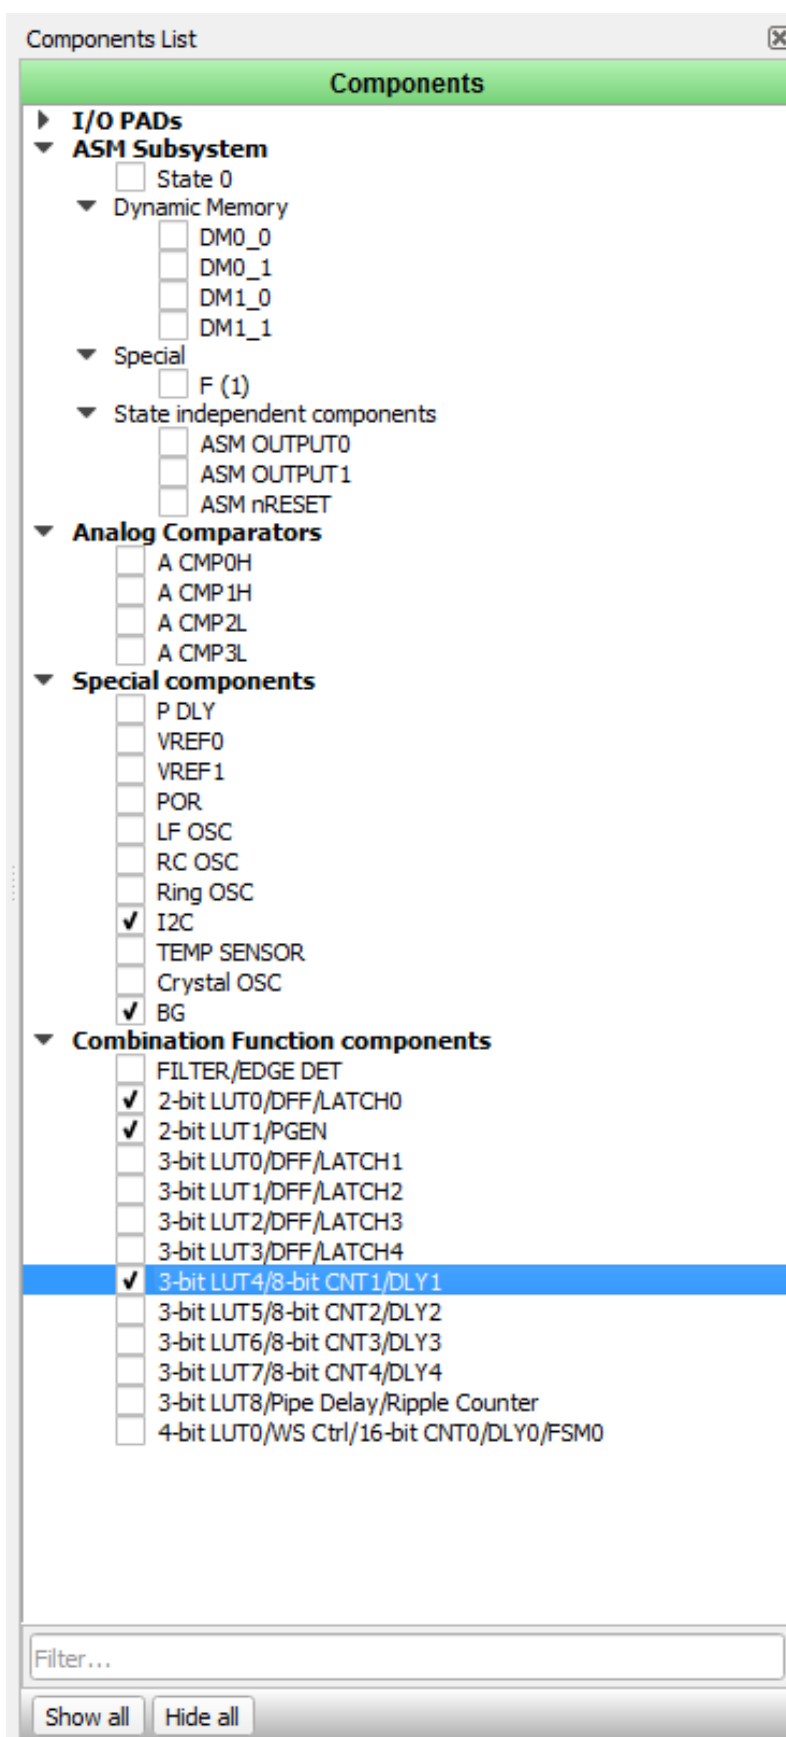 Components List
Components
I/O PADs
ASM Subsystem
State 0
Dynamic Memory
DM0_0
DM0_1
DM1_0
DM1_1
Special
F (1)
State independent components
ASM OUTPUT0
ASM OUTPUT1
ASM nRESET
Analog Comparators
A CMP0H
A CMP1H
A CMP2L
A CMP3L
Special components
P DLY
VREF0
VREF1
POR
LF OSC
RC OSC
Ring OSC
I2C
TEMP SENSOR
Crystal OSC
BG
Combination Function components
FILTER/EDGE DET
2-bit LUT0/DFF/LATCH0
2-bit LUT1/PGEN
3-bit LUT0/DFF/LATCH1
3-bit LUT1/DFF/LATCH2
3-bit LUT2/DFF/LATCH3
3-bit LUT3/DFF/LATCH4
3-bit LUT4/8-bit CNT1/DLY1
3-bit LUT5/8-bit CNT2/DLY2
3-bit LUT6/8-bit CNT3/DLY3
3-bit LUT7/8-bit CNT4/DLY4
3-bit LUT8/Pipe Delay/Ripple Counter
4-bit LUT0/WS Ctrl/16-bit CNT0/DLY0/FSM0
Filter...
Show all Hide all